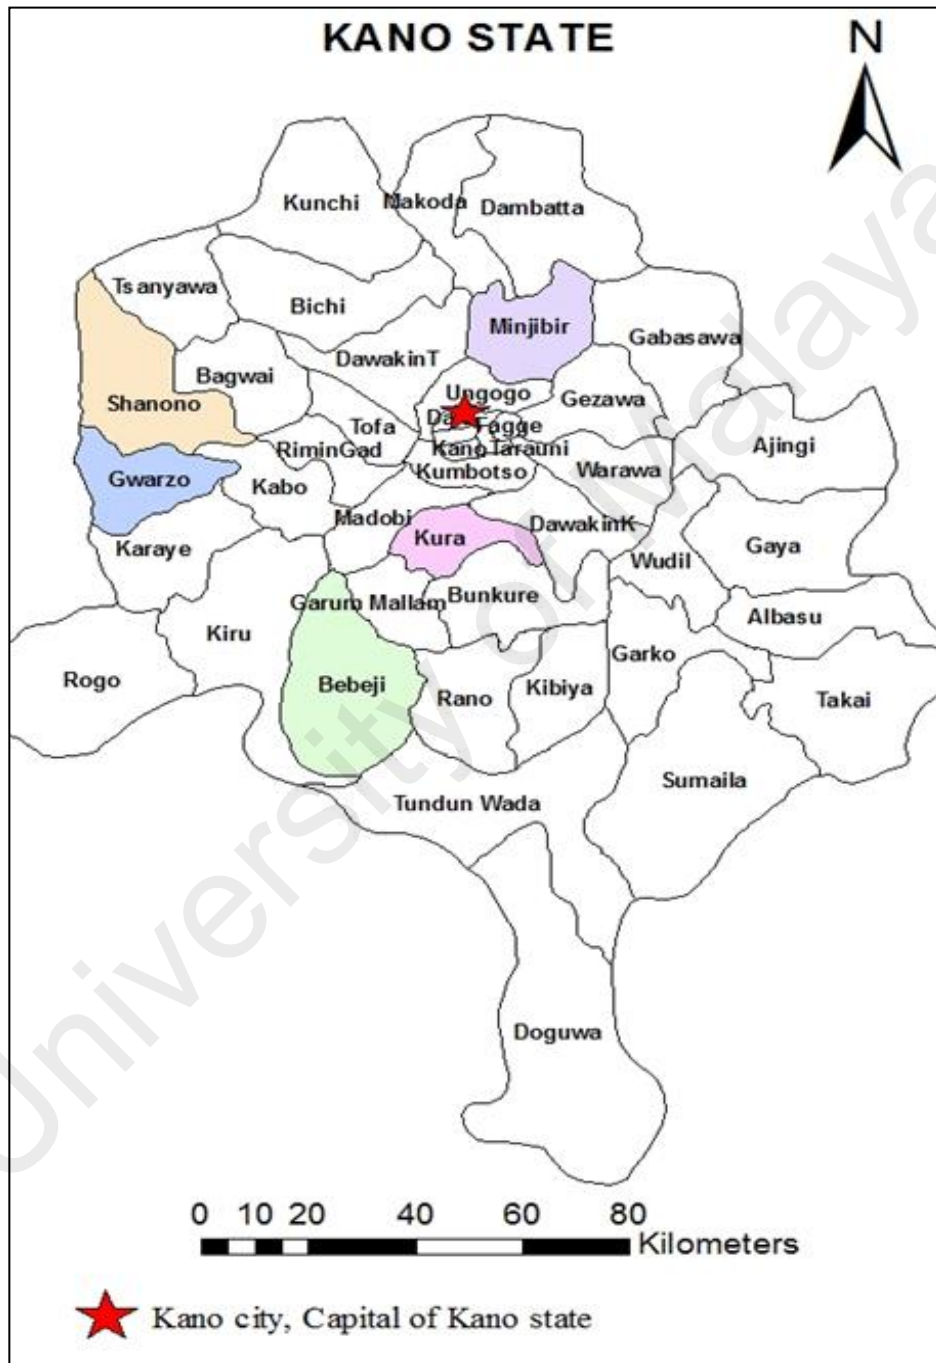 KANO STATE
N
Kunchi
Makoda
Dambatta
Tsanyawa
Bichi
Minjibir
Gabasawa
DawakinT
Bagwai
Ungogo
Gezawa
Shanono
Tofa
Da
Fagge
Ajingi
RiminGad
Kano
Tarauni
Kumbotso
Warawa
Gwarzo
Kabo
Madobi
DawakinK
Kura
Karaye
Wudil
Gaya
Garum Mallam
Bunkure
Albasu
Kiru
Garko
Rogo
Bebeji
Rano
Kibiya
Takai
Sumaila
Tundun Wada
Doguwa
0 10 20 40 60 80
Kilometers
Kano city, Capital of Kano state
University of Malaya